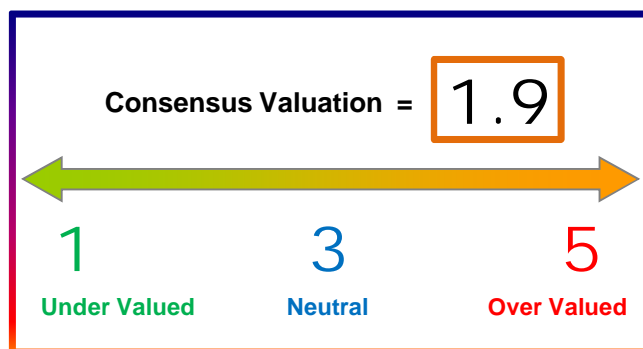 Consensus Valuation = 1.9
1 3 5
Under Valued Neutral Over Valued